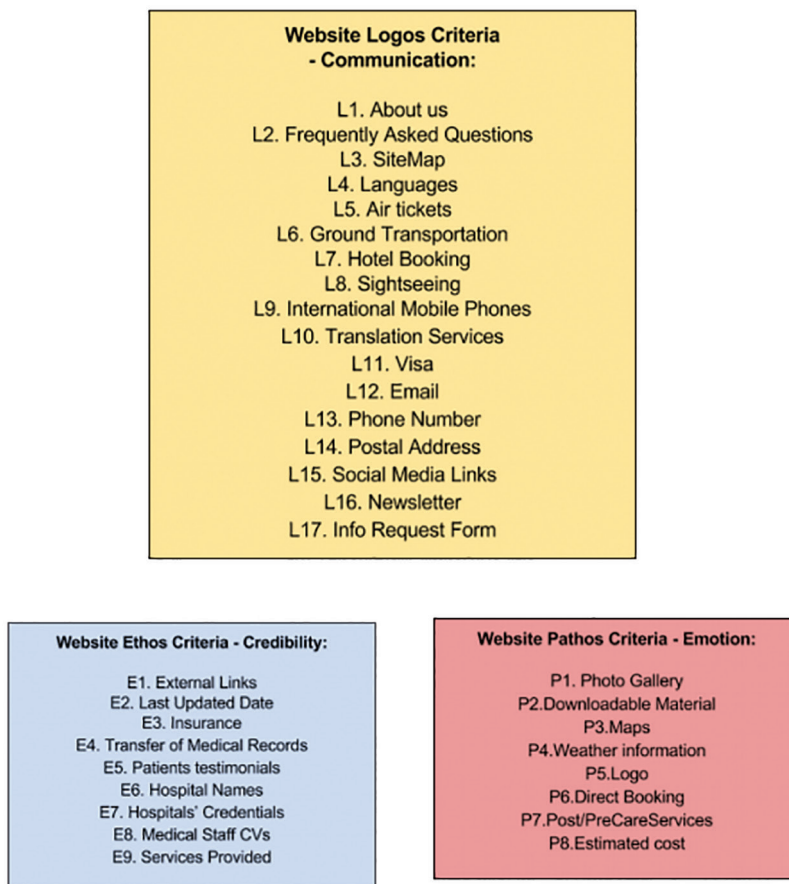 Website Logos Criteria
- Communication:
L1. About us
L2. Frequently Asked Questions
L3. SiteMap
L4. Languages
L5. Air tickets
L6. Ground Transportation
L7. Hotel Booking
L8. Sightseeing
L9. International Mobile Phones
L10. Translation Services
L11. Visa
L12. Email
L13. Phone Number
L14. Postal Address
L15. Social Media Links
L16. Newsletter
L17. Info Request Form
Website Ethos Criteria - Credibility:
E1. External Links
E2. Last Updated Date
E3. Insurance
E4. Transfer of Medical Records
E5. Patients testimonials
E6. Hospital Names
E7. Hospitals' Credentials
E8. Medical Staff CVs
E9. Services Provided
Website Pathos Criteria - Emotion:
P1. Photo Gallery
P2.Downloadable Material
P3.Maps
P4.Weather information
P5.Logo
P6.Direct Booking
P7.Post/PreCareServices
P8.Estimated cost